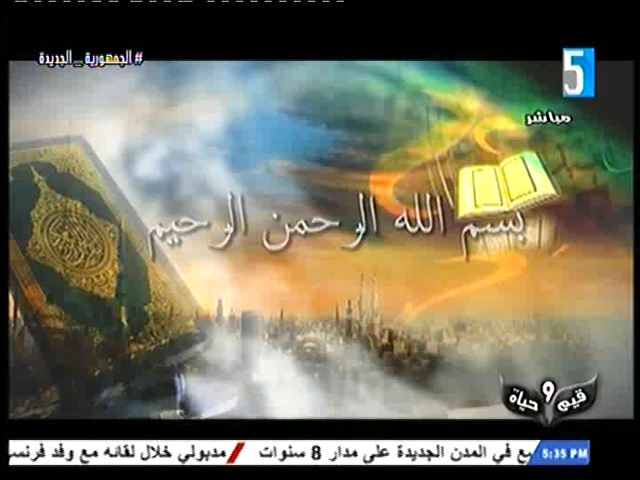 #الجمهورية_الجديدة
5
مباشر
بسم الله الرحمن الرحيم
قيم و حياة
في المدن الجديدة على مدار 8 سنوات // مدبولي خلال لقائه مع وفد
5:35 PM